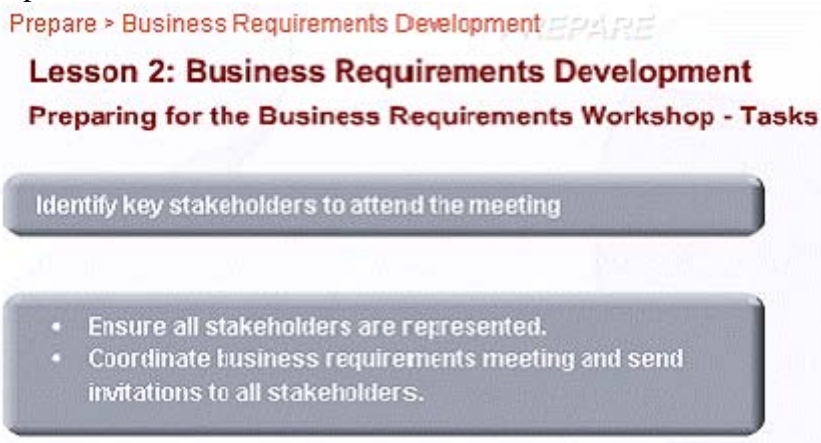 Prepare > Business Requirements Development
PREPARE
Lesson 2: Business Requirements Development
Preparing for the Business Requirements Workshop - Tasks
Identify key stakeholders to attend the meeting
• Ensure all stakeholders are represented.
• Coordinate business requirements meeting and send
invitations to all stakeholders.